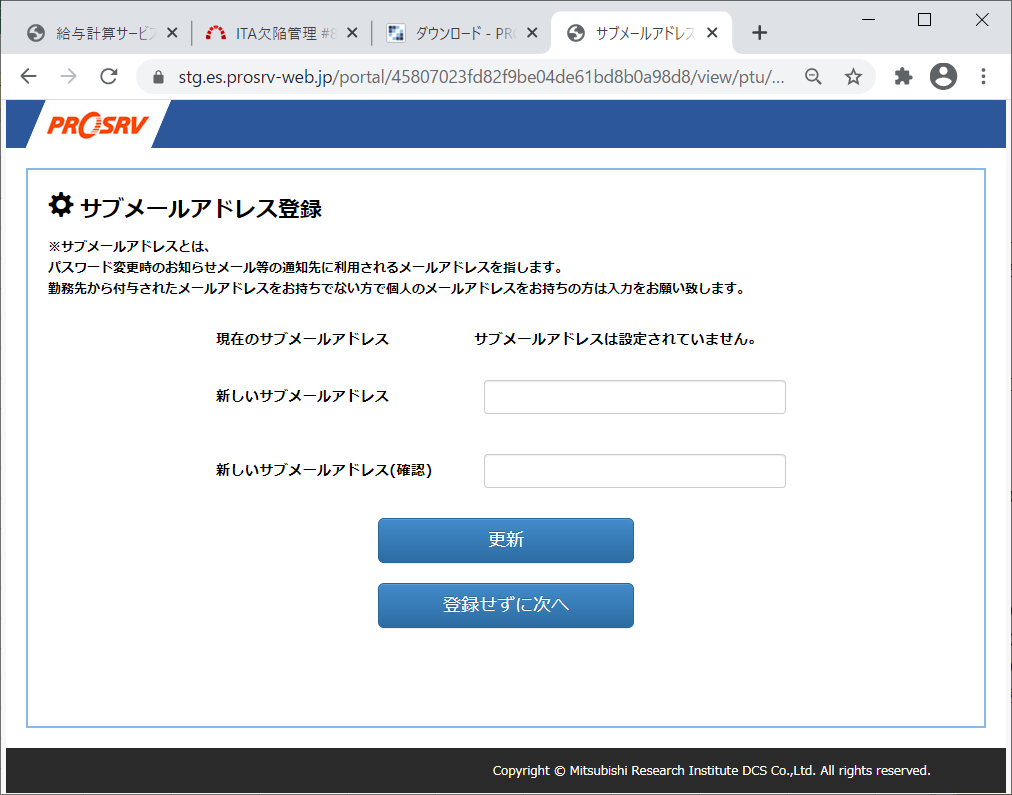 給与計算サービス
ITA欠陥管理 #8
ダウンロード - PRO
サブメールアドレス
stg.es.prosrv-web.jp/portal/45807023fd82f9be04de61bd8b0a98d8/view/ptu/...
PROSRV
サブメールアドレス登録
※サブメールアドレスとは、
パスワード変更時のお知らせメール等の通知先に利用されるメールアドレスを指します。
勤務先から付与されたメールアドレスをお持ちでない方で個人のメールアドレスをお持ちの方は入力をお願い致します。
現在のサブメールアドレス サブメールアドレスは設定されていません。
新しいサブメールアドレス
新しいサブメールアドレス(確認)
更新
登録せずに次へ
Copyright © Mitsubishi Research Institute DCS Co.,Ltd. All rights reserved.